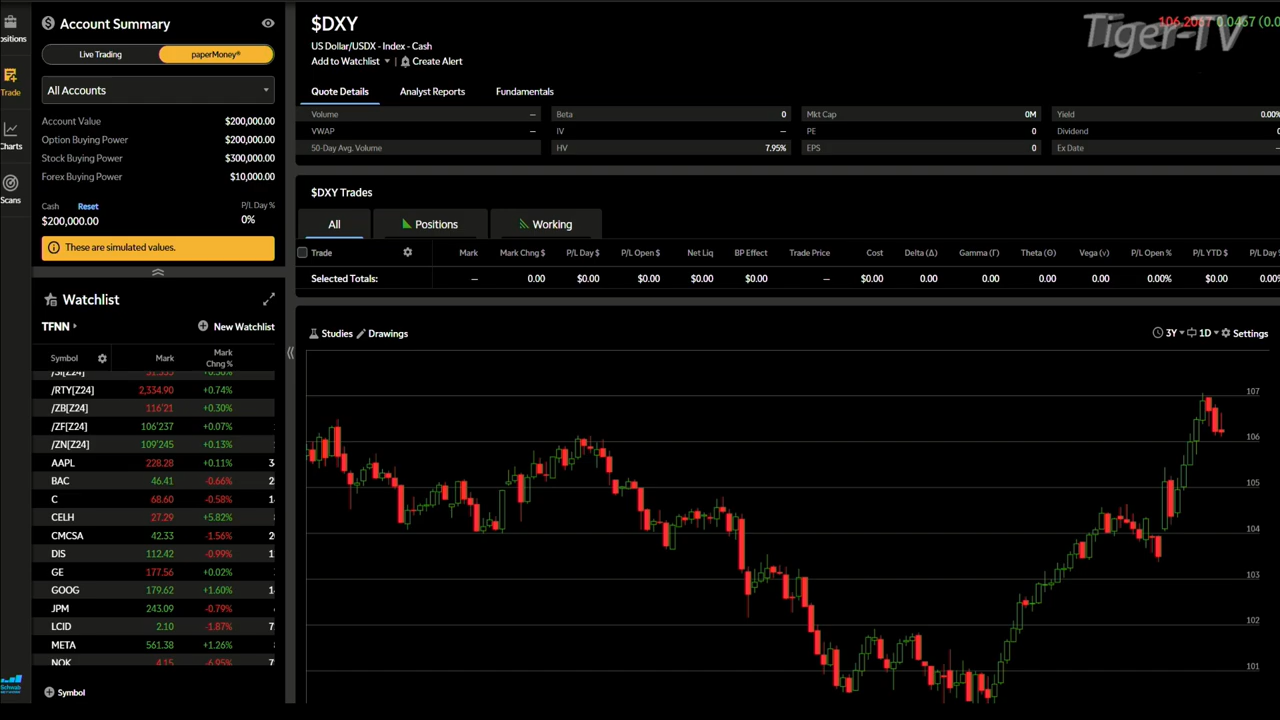 Account Summary
Live Trading paperMoney®
All Accounts
Account Value $200,000.00
Option Buying Power $200,000.00
Stock Buying Power $300,000.00
Forex Buying Power $10,000.00
Cash Reset P/L Day %
$200,000.00 0%
These are simulated values.
Watchlist
TFNN New Watchlist
Symbol Mark Mark Chng %
/RTY[Z24] 2,334.90 +0.74%
/ZB[Z24] 116'21 +0.30%
/ZF[Z24] 106'237 +0.07%
/ZN[Z24] 109'245 +0.13%
AAPL 228.28 +0.11%
BAC 46.41 -0.66%
C 68.60 -0.58%
CELH 27.29 +5.82%
CMCSA 42.33 -1.56%
DIS 112.42 -0.99%
GE 177.56 +0.02%
GOOG 179.62 +1.60%
JPM 243.09 -0.79%
LCID 2.10 -1.87%
META 561.38 +1.26%
NOK 4.15 -6.95%
Symbol
Trade
Charts
Scans
Schwab
$DXY
Tiger-TV
US Dollar/USDX - Index - Cash
Add to Watchlist Create Alert
Quote Details Analyst Reports Fundamentals
Volume – Beta 0 Mkt Cap 0M Yield 0.00%
VWAP – IV – PE 0 Dividend
50-Day Avg. Volume HV 7.95% EPS 0 Ex Date
$DXY Trades
All Positions Working
Trade Mark Mark Chng $ P/L Day $ P/L Open $ Net Liq BP Effect Trade Price Cost Delta (Δ) Gamma (Γ) Theta (Θ) Vega (ν) P/L Open % P/L YTD $ P/L Day
Selected Totals: – 0.00 $0.00 $0.00 $0.00 $0.00 – $0.00 0.00 0.00 0.00 0.00 0.00% $0.00 0.00%
Studies Drawings 3Y 1D Settings
107
106
105
104
103
102
101